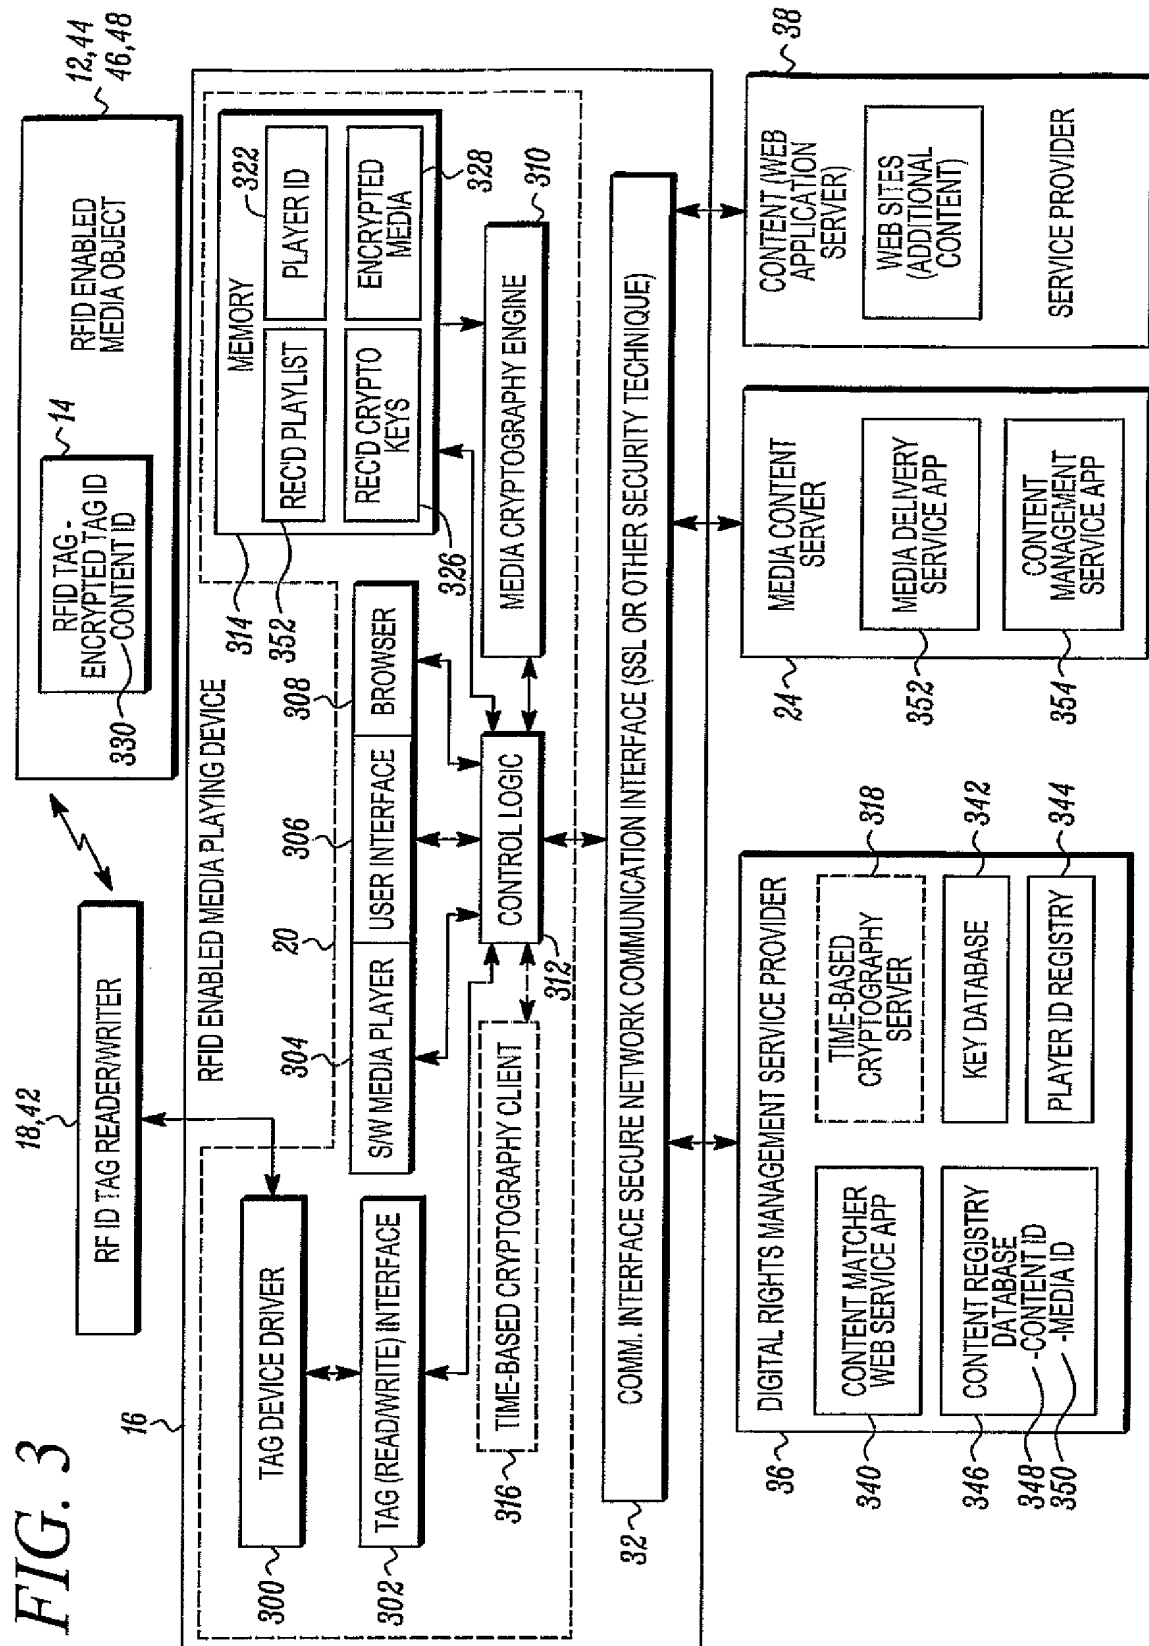 FIG. 3
18,42
RF ID TAG READER/WRITER
RFID TAG -
ENCRYPTED TAG ID
CONTENT ID
14
330
RFID ENABLED
MEDIA OBJECT
12,44
46,48
16
RFID ENABLED MEDIA PLAYING DEVICE
20
TAG DEVICE DRIVER
300
TAG (READ/WRITE) INTERFACE
302
304
306
308
S/W MEDIA PLAYER
USER INTERFACE
BROWSER
314
352
MEMORY
322
REC'D PLAYLIST
PLAYER ID
REC'D CRYPTO
KEYS
ENCRYPTED
MEDIA
326
328
TIME-BASED CRYPTOGRAPHY CLIENT
316
CONTROL LOGIC
312
MEDIA CRYPTOGRAPHY ENGINE
310
COMM. INTERFACE SECURE NETWORK COMMUNICATION INTERFACE (SSL OR OTHER SECURITY TECHNIQUE)
32
DIGITAL RIGHTS MANAGEMENT SERVICE PROVIDER
36
CONTENT MATCHER
WEB SERVICE APP
340
TIME-BASED
CRYPTOGRAPHY
SERVER
318
CONTENT REGISTRY
DATABASE
-CONTENT ID
-MEDIA ID
346
348
350
KEY DATABASE
342
PLAYER ID REGISTRY
344
MEDIA CONTENT
SERVER
24
MEDIA DELIVERY
SERVICE APP
352
CONTENT
MANAGEMENT
SERVICE APP
354
CONTENT (WEB
APPLICATION
SERVER)
38
WEB SITES
(ADDITIONAL
CONTENT)
SERVICE PROVIDER